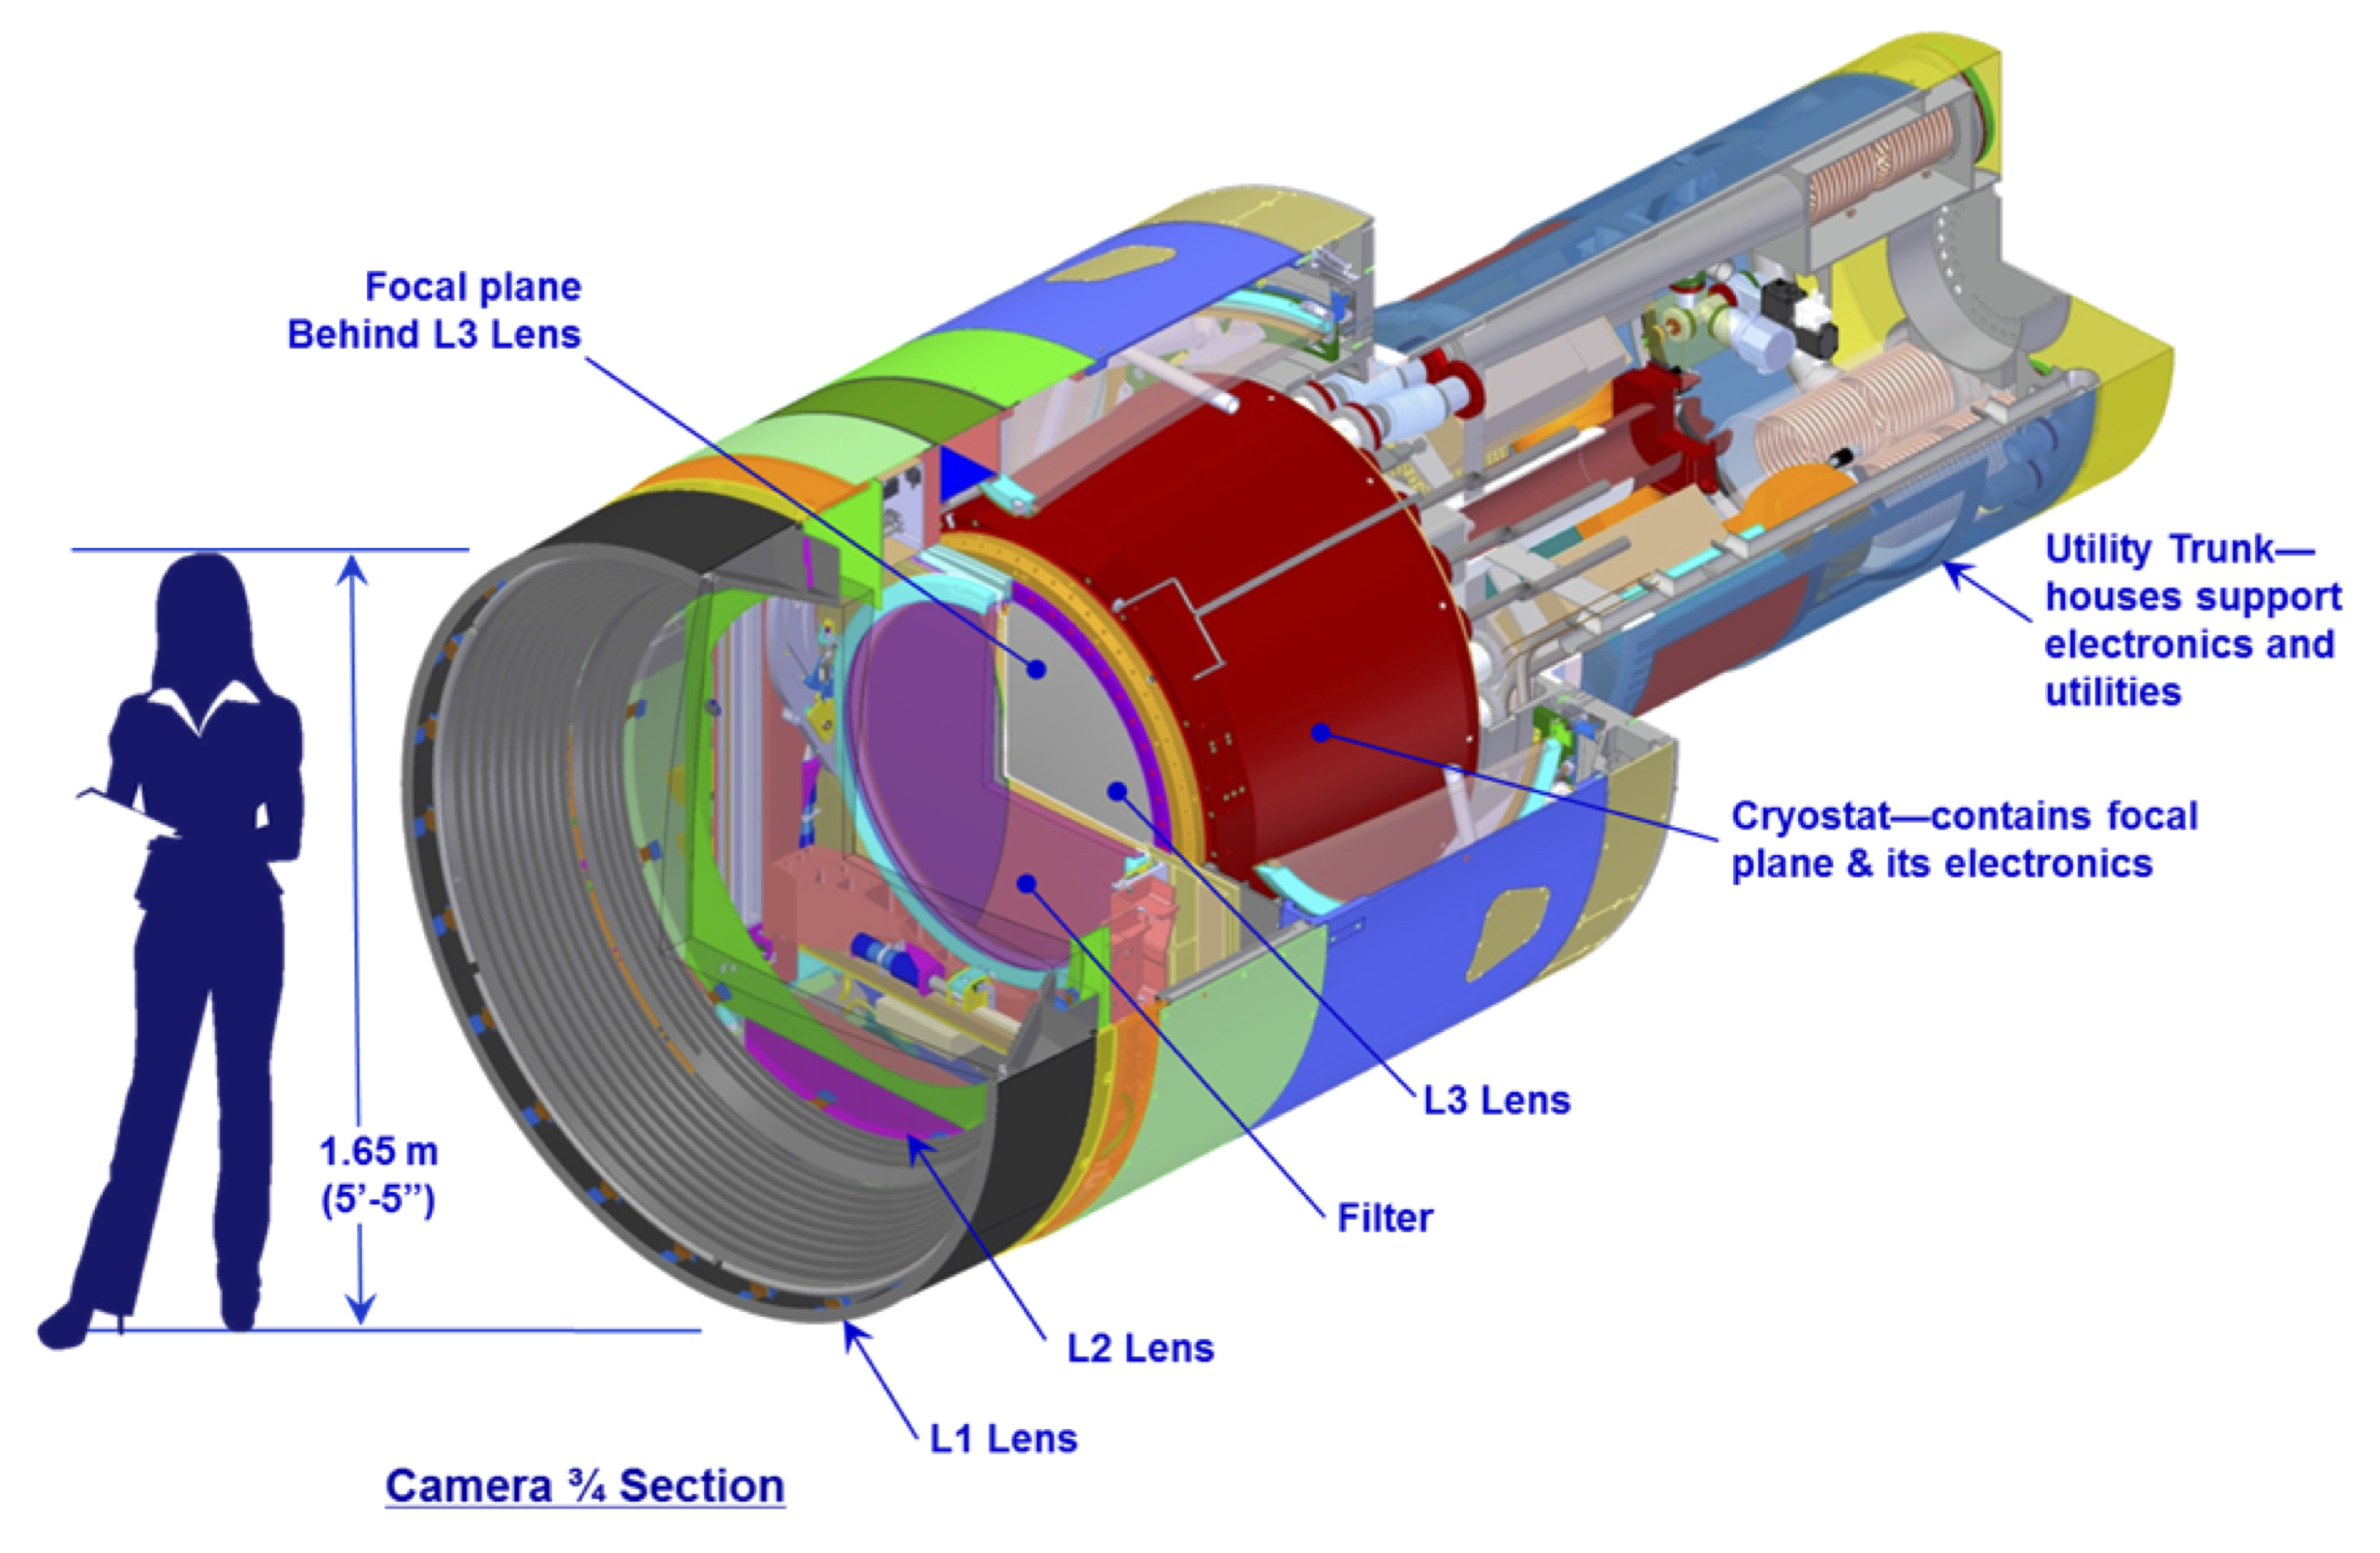 Focal plane
Behind L3 Lens
Utility Trunk—
houses support
electronics and
utilities
Cryostat—contains focal
plane & its electronics
L3 Lens
1.65 m
(5’-5”)
Filter
L2 Lens
L1 Lens
Camera ¾ Section